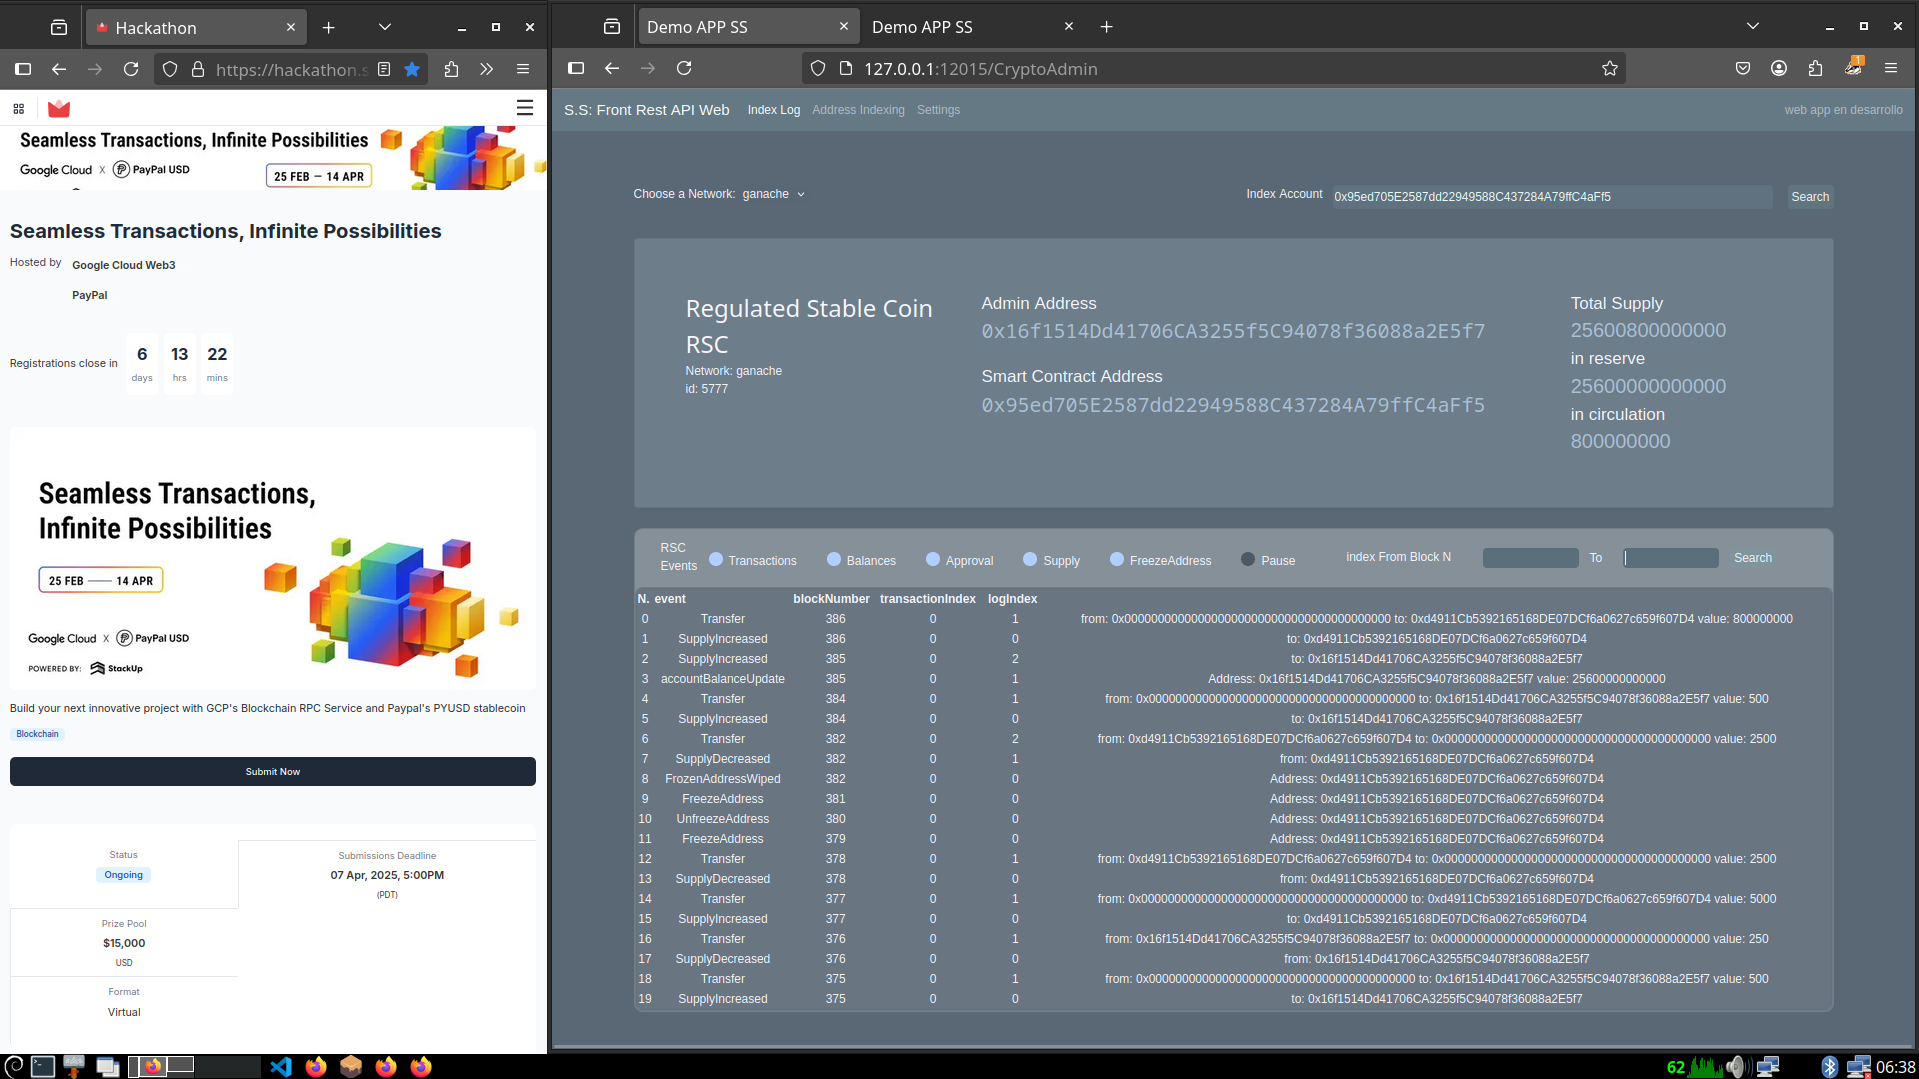 Hackathon
https://hackathon.s
Seamless Transactions, Infinite Possibilities
Google Cloud X PayPal USD
25 FEB — 14 APR
Seamless Transactions, Infinite Possibilities
Hosted by Google Cloud Web3
PayPal
Registrations close in 6 days 13 hrs 22 mins
Seamless Transactions,
Infinite Possibilities
25 FEB — 14 APR
Google Cloud X PayPal USD
POWERED BY: StackUp
Build your next innovative project with GCP's Blockchain RPC Service and Paypal's PYUSD stablecoin
Blockchain
Submit Now
Status
Ongoing
Submissions Deadline
07 Apr, 2025, 5:00PM
(PDT)
Prize Pool
$15,000
USD
Format
Virtual
Demo APP SS
Demo APP SS
127.0.0.1:12015/CryptoAdmin
1
S.S: Front Rest API Web Index Log Address Indexing Settings web app en desarrollo
Choose a Network: ganache
Index Account 0x95ed705E2587dd22949588C437284A79ffC4aFf5 Search
Regulated Stable Coin
RSC
Network: ganache
id: 5777
Admin Address
0x16f1514Dd41706CA3255f5C94078f36088a2E5f7
Smart Contract Address
0x95ed705E2587dd22949588C437284A79ffC4aFf5
Total Supply
25600800000000
in reserve
25600000000000
in circulation
800000000
RSC
Events
Transactions Balances Approval Supply FreezeAddress Pause index From Block N To Search
N. event blockNumber transactionIndex logIndex
0 Transfer 386 0 1 from: 0x0000000000000000000000000000000000000000 to: 0xd4911Cb5392165168DE07DCf6a0627c659f607D4 value: 800000000
1 SupplyIncreased 386 0 0 to: 0xd4911Cb5392165168DE07DCf6a0627c659f607D4
2 SupplyIncreased 385 0 2 to: 0x16f1514Dd41706CA3255f5C94078f36088a2E5f7
3 accountBalanceUpdate 385 0 1 Address: 0x16f1514Dd41706CA3255f5C94078f36088a2E5f7 value: 25600000000000
4 Transfer 384 0 1 from: 0x0000000000000000000000000000000000000000 to: 0x16f1514Dd41706CA3255f5C94078f36088a2E5f7 value: 500
5 SupplyIncreased 384 0 0 to: 0x16f1514Dd41706CA3255f5C94078f36088a2E5f7
6 Transfer 382 0 2 from: 0xd4911Cb5392165168DE07DCf6a0627c659f607D4 to: 0x0000000000000000000000000000000000000000 value: 2500
7 SupplyDecreased 382 0 1 from: 0xd4911Cb5392165168DE07DCf6a0627c659f607D4
8 FrozenAddressWiped 382 0 0 Address: 0xd4911Cb5392165168DE07DCf6a0627c659f607D4
9 FreezeAddress 381 0 0 Address: 0xd4911Cb5392165168DE07DCf6a0627c659f607D4
10 UnfreezeAddress 380 0 0 Address: 0xd4911Cb5392165168DE07DCf6a0627c659f607D4
11 FreezeAddress 379 0 0 Address: 0xd4911Cb5392165168DE07DCf6a0627c659f607D4
12 Transfer 378 0 1 from: 0xd4911Cb5392165168DE07DCf6a0627c659f607D4 to: 0x0000000000000000000000000000000000000000 value: 2500
13 SupplyDecreased 378 0 0 from: 0xd4911Cb5392165168DE07DCf6a0627c659f607D4
14 Transfer 377 0 1 from: 0x0000000000000000000000000000000000000000 to: 0xd4911Cb5392165168DE07DCf6a0627c659f607D4 value: 5000
15 SupplyIncreased 377 0 0 to: 0xd4911Cb5392165168DE07DCf6a0627c659f607D4
16 Transfer 376 0 1 from: 0x16f1514Dd41706CA3255f5C94078f36088a2E5f7 to: 0x0000000000000000000000000000000000000000 value: 250
17 SupplyDecreased 376 0 0 from: 0x16f1514Dd41706CA3255f5C94078f36088a2E5f7
18 Transfer 375 0 1 from: 0x0000000000000000000000000000000000000000 to: 0x16f1514Dd41706CA3255f5C94078f36088a2E5f7 value: 500
19 SupplyIncreased 375 0 0 to: 0x16f1514Dd41706CA3255f5C94078f36088a2E5f7
62 06:38